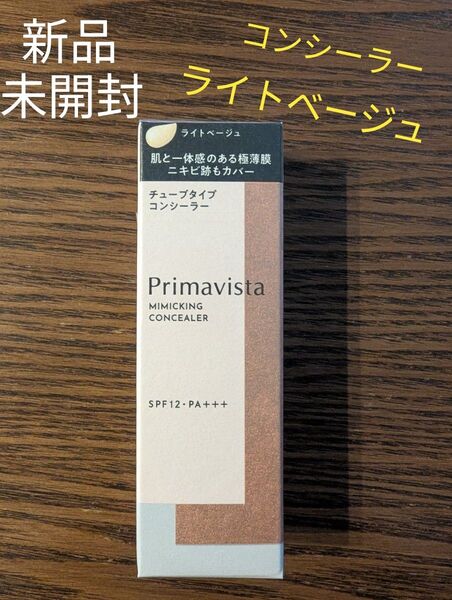 新品
未開封
コンシーラー
ライトベージュ
ライトベージュ
肌と一体感のある極薄膜
ニキビ跡もカバー
チューブタイプ
コンシーラー
Primavista
MIMICKING
CONCEALER
SPF12・PA+++